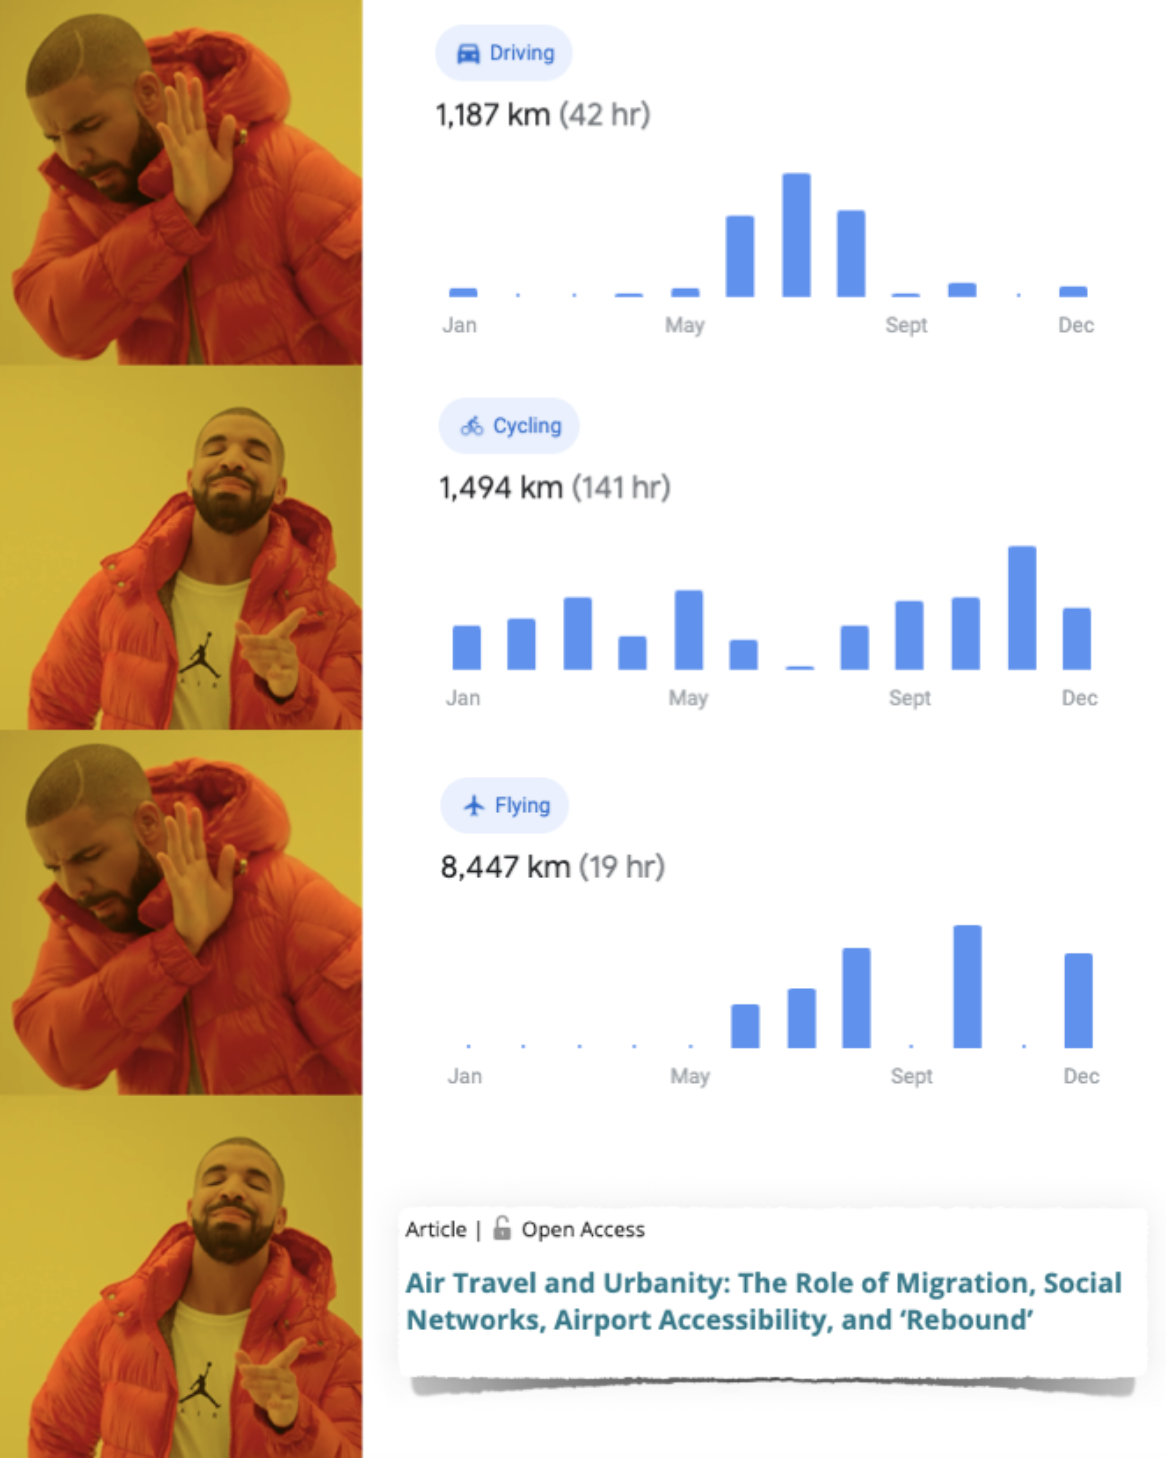 Driving
1,187 km (42 hr)
Jan May Sept Dec
Cycling
1,494 km (141 hr)
Jan May Sept Dec
Flying
8,447 km (19 hr)
Jan May Sept Dec
Article | Open Access
Air Travel and Urbanity: The Role of Migration, Social
Networks, Airport Accessibility, and ‘Rebound’